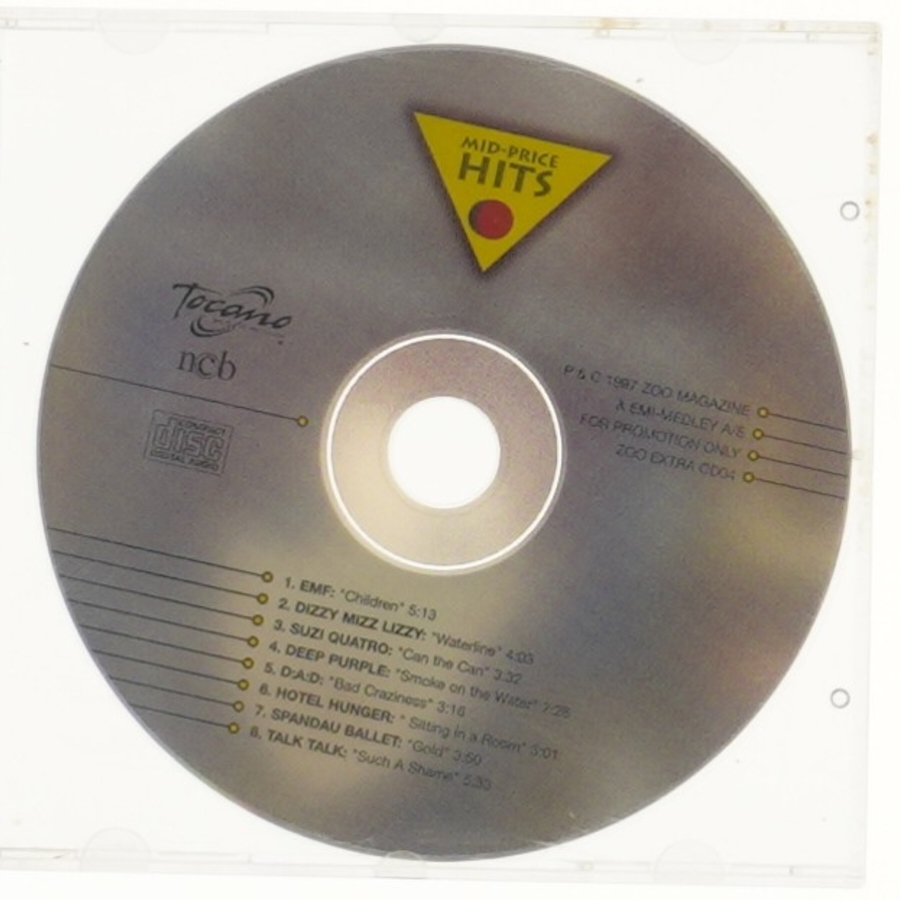 MID-PRICE
HITS
Tocano
ncb
COMPACT
disc
DIGITAL AUDIO
P & C 1997 ZOO MAGAZINE
& EMI-MEDLEY A/S
FOR PROMOTION ONLY
ZOO EXTRA CD04
1. EMF: "Children" 5:13
2. DIZZY MIZZ LIZZY: "Waterline" 4:03
3. SUZI QUATRO: "Can the Can" 3:32
4. DEEP PURPLE: "Smoke on the Water" 7:28
5. D:A:D: "Bad Craziness" 3:16
6. HOTEL HUNGER: " Sitting in a Room" 5:01
7. SPANDAU BALLET: "Gold" 3:50
8. TALK TALK: "Such A Shame" 5:33